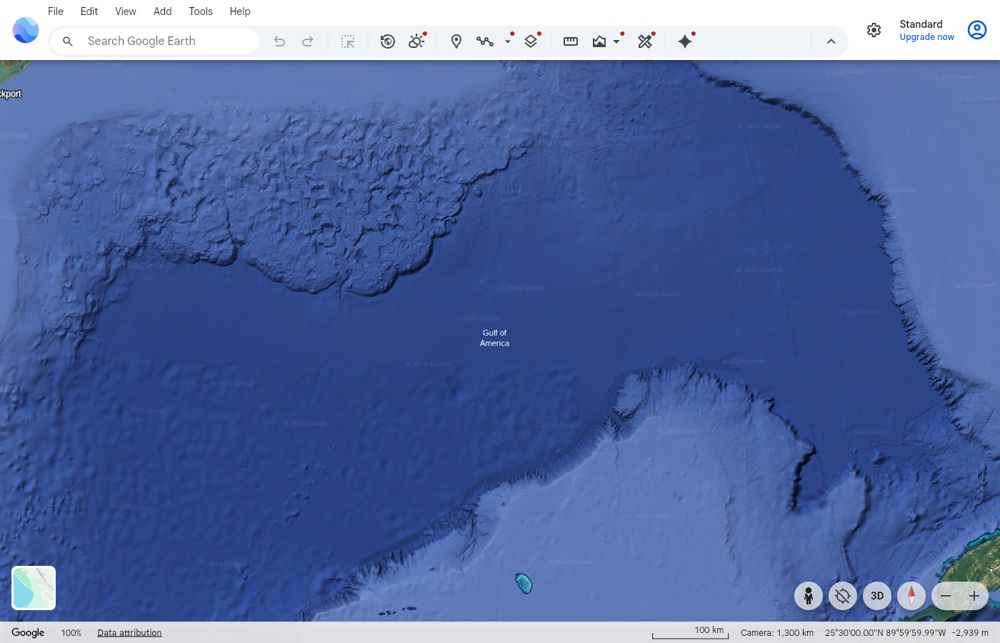 File Edit View Add Tools Help
Search Google Earth
Standard
Upgrade now
ckport
Gulf of
America
3D
100 km
Google 100% Data attribution
Camera: 1,300 km 25°30'00.00"N 89°59'59.99"W -2,939 m